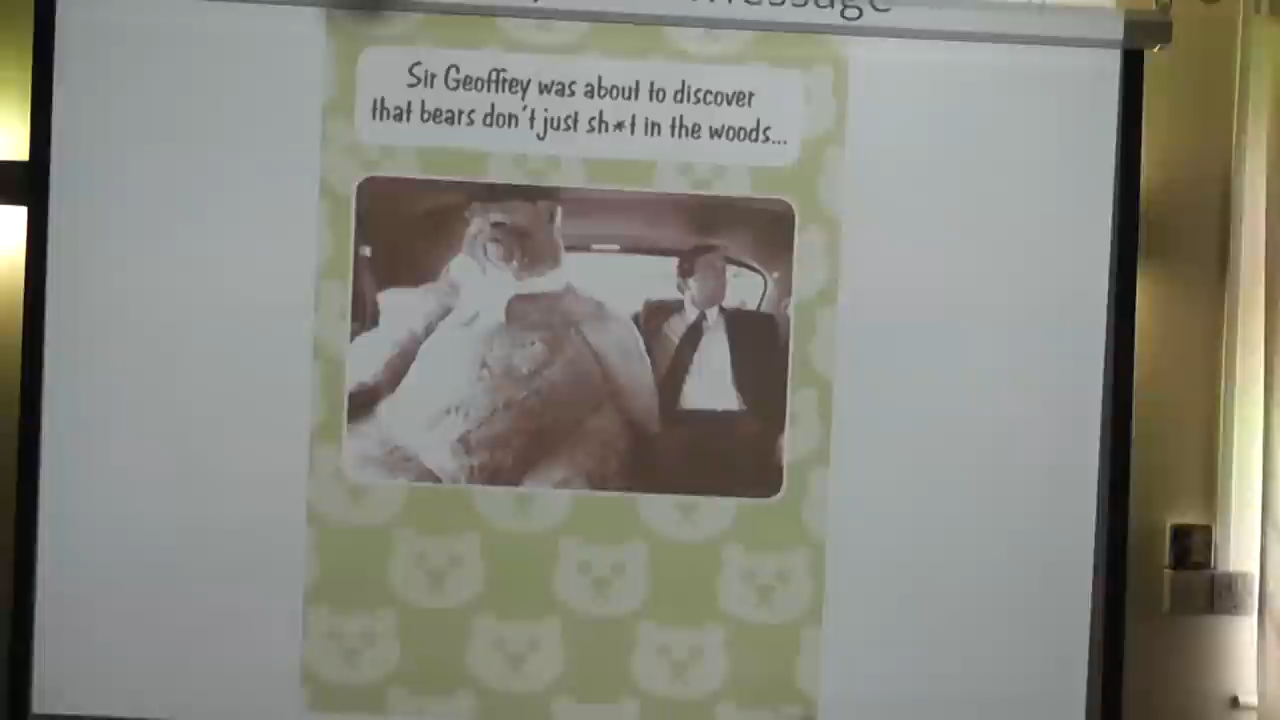 Sir Geoffrey was about to discover
that bears don't just sh*t in the woods...